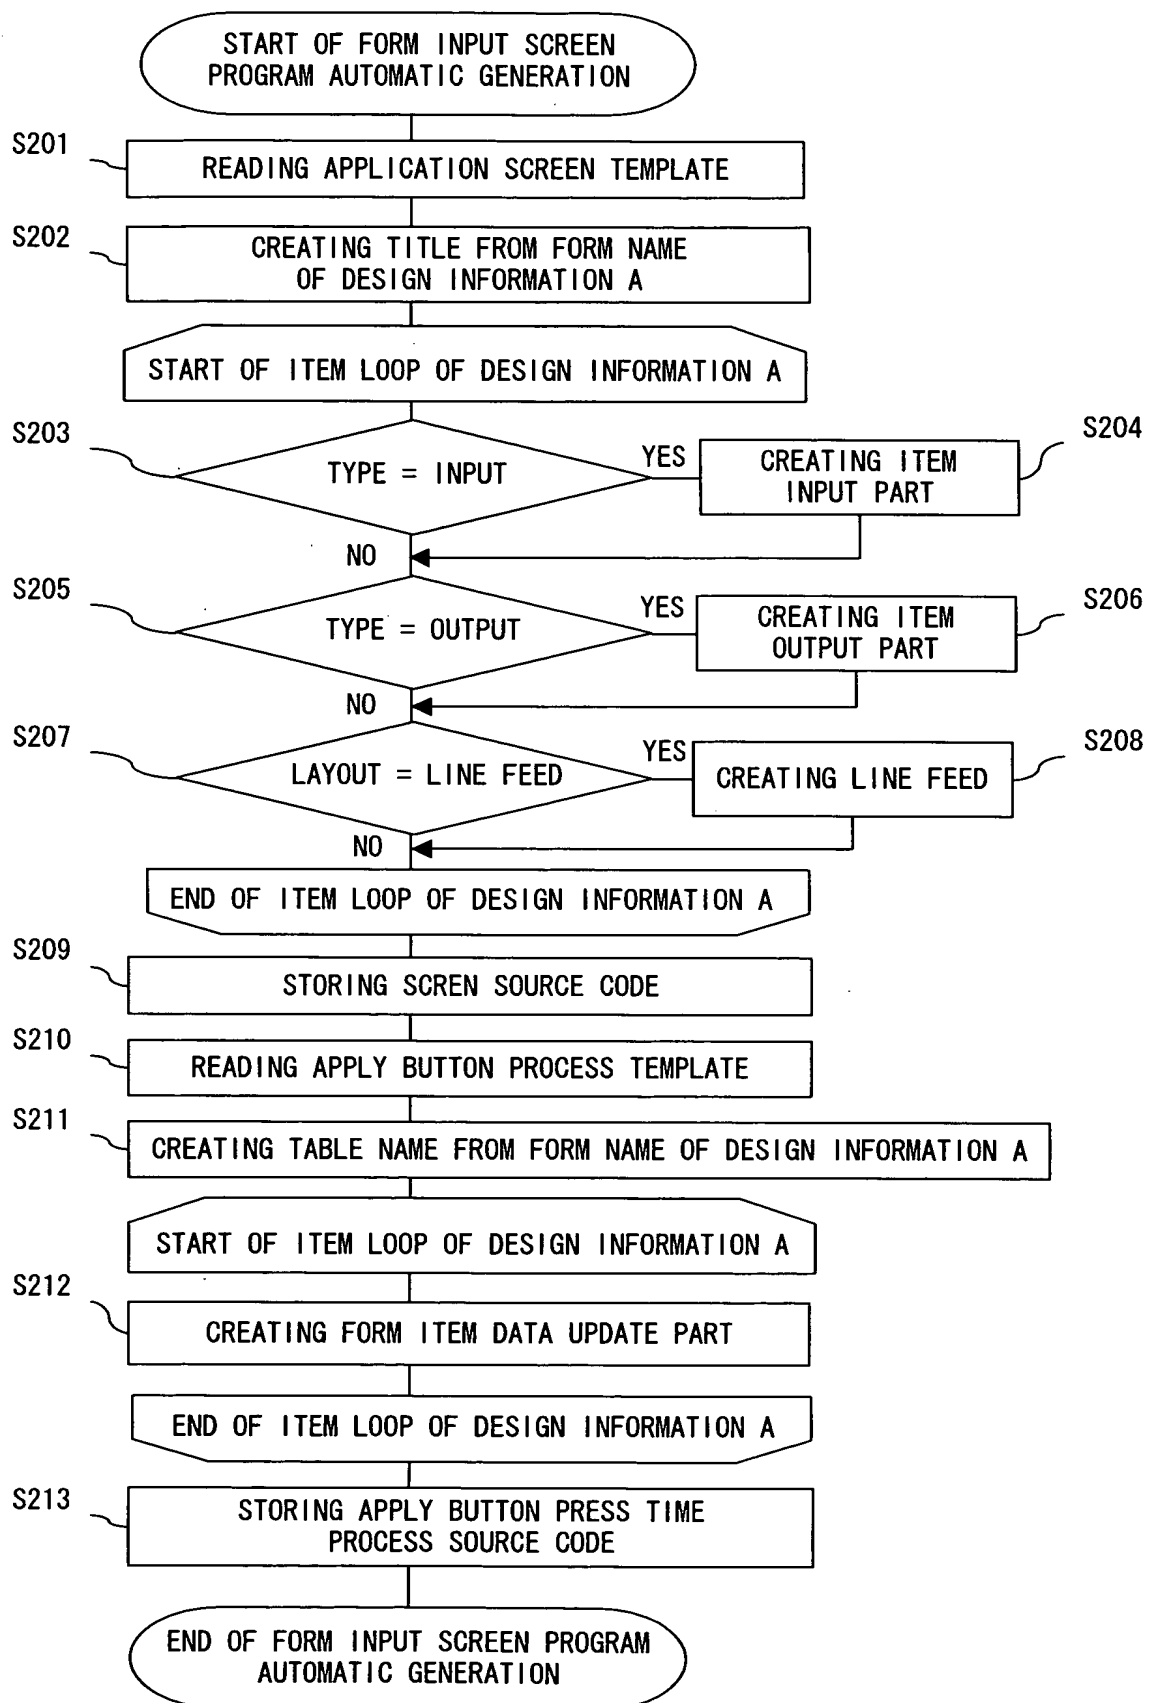 START OF FORM INPUT SCREEN
PROGRAM AUTOMATIC GENERATION
S201
READING APPLICATION SCREEN TEMPLATE
S202
CREATING TITLE FROM FORM NAME
OF DESIGN INFORMATION A
START OF ITEM LOOP OF DESIGN INFORMATION A
S203
TYPE = INPUT
YES
CREATING ITEM
INPUT PART
S204
NO
S205
TYPE = OUTPUT
YES
CREATING ITEM
OUTPUT PART
S206
NO
S207
LAYOUT = LINE FEED
YES
CREATING LINE FEED
S208
NO
END OF ITEM LOOP OF DESIGN INFORMATION A
S209
STORING SCREN SOURCE CODE
S210
READING APPLY BUTTON PROCESS TEMPLATE
S211
CREATING TABLE NAME FROM FORM NAME OF DESIGN INFORMATION A
START OF ITEM LOOP OF DESIGN INFORMATION A
S212
CREATING FORM ITEM DATA UPDATE PART
END OF ITEM LOOP OF DESIGN INFORMATION A
S213
STORING APPLY BUTTON PRESS TIME
PROCESS SOURCE CODE
END OF FORM INPUT SCREEN PROGRAM
AUTOMATIC GENERATION